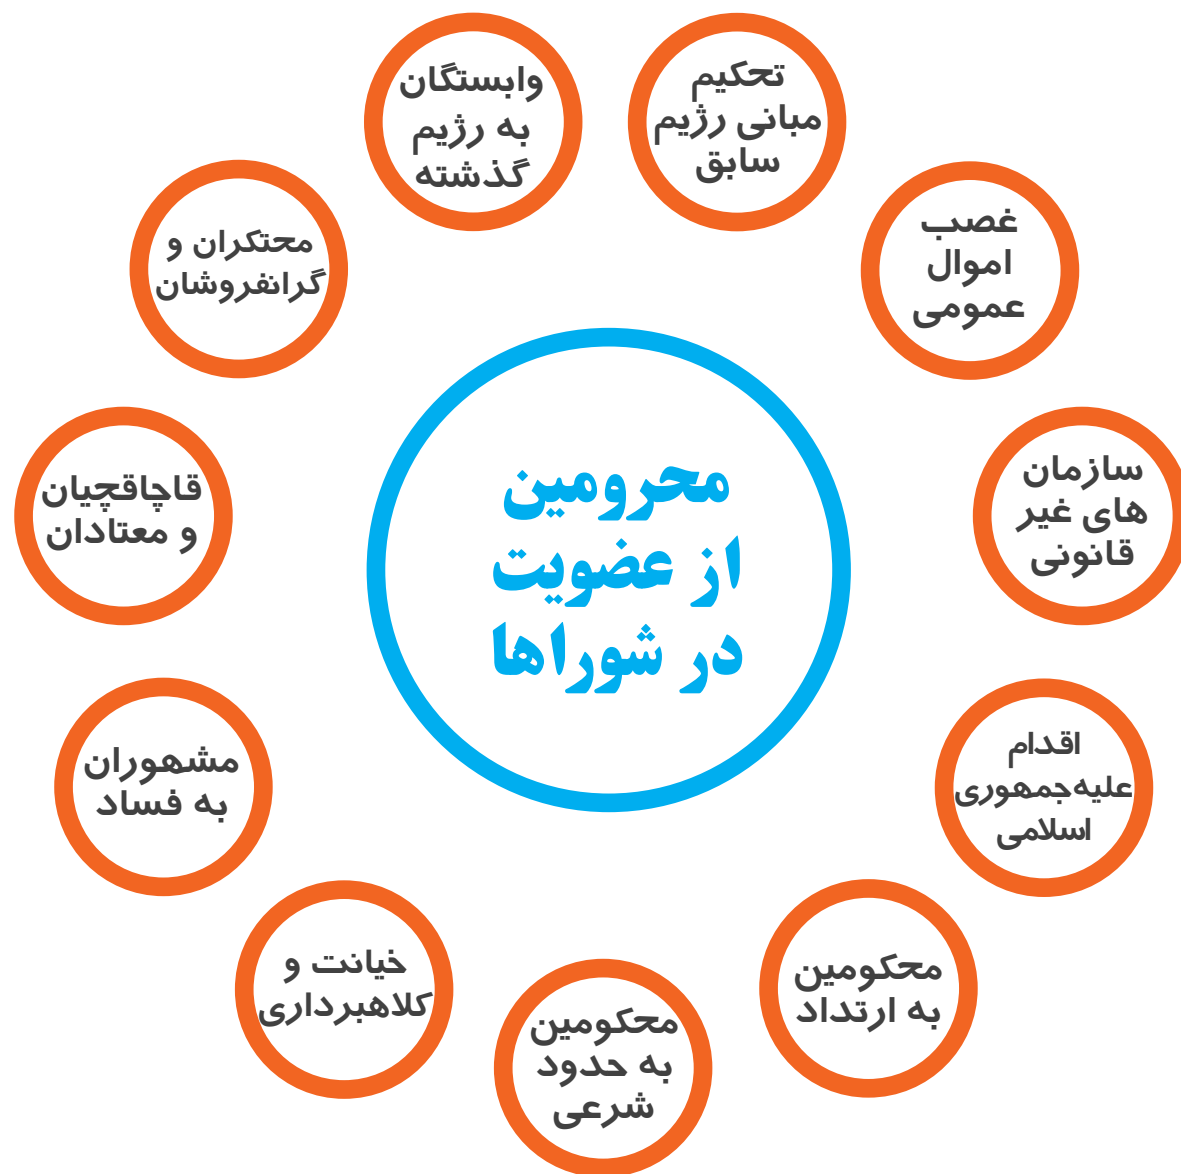 محرومین
از عضویت
در شوراها
تحکیم
مبانی رژیم
سابق
غصب
اموال
عمومی
سازمان
های غیر
قانونی
اقدام
علیه‌جمهوری
اسلامی
محکومین
به ارتداد
محکومین
به حدود
شرعی
خیانت و
کلاهبرداری
مشهوران
به فساد
قاچاقچیان
و معتادان
محتکران و
گرانفروشان
وابستگان
به رژیم
گذشته